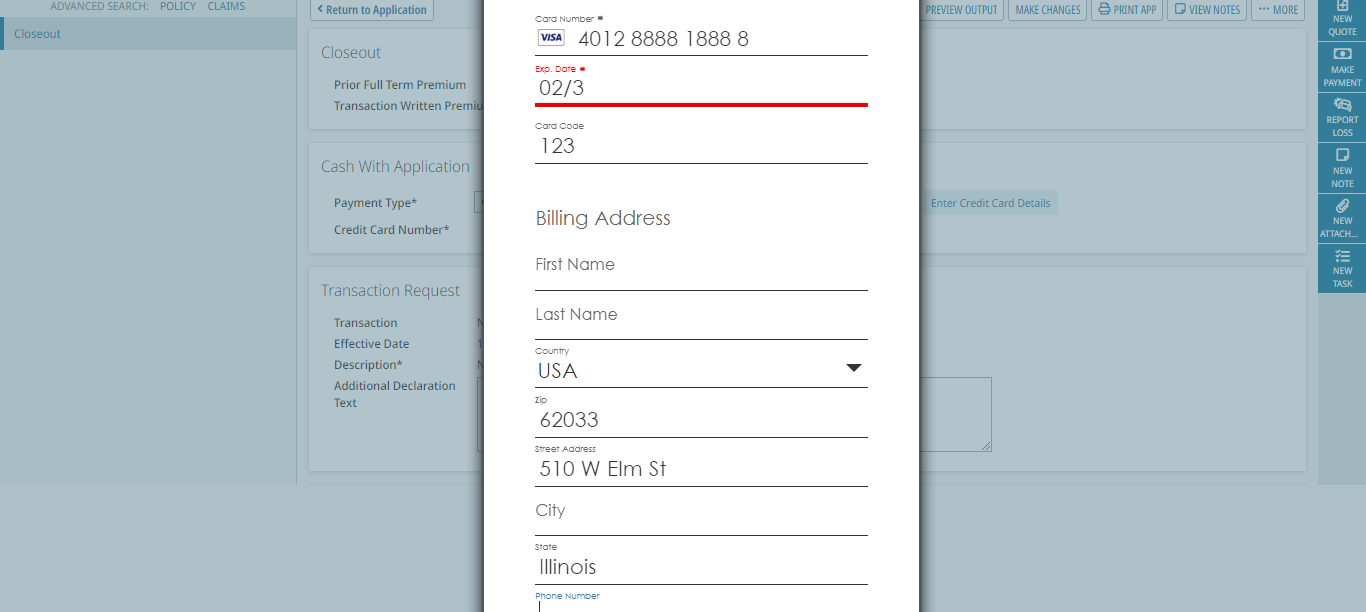 ADVANCED SEARCH: POLICY CLAIMS
Return to Application
PREVIEW OUTPUT MAKE CHANGES PRINT APP VIEW NOTES ··· MORE
Closeout
Closeout
Prior Full Term Premium
Transaction Written Premiu
Cash With Application
Payment Type*
Enter Credit Card Details
Credit Card Number*
Transaction Request
Transaction
Effective Date
Description*
Additional Declaration
Text
Card Number *
VISA 4012 8888 1888 8
Exp. Date *
02/3
Card Code
123
Billing Address
First Name
Last Name
Country
USA
Zip
62033
Street Address
510 W Elm St
City
State
Illinois
Phone Number
NEW
QUOTE
MAKE
PAYMENT
REPORT
LOSS
NEW
NOTE
NEW
ATTACH...
NEW
TASK